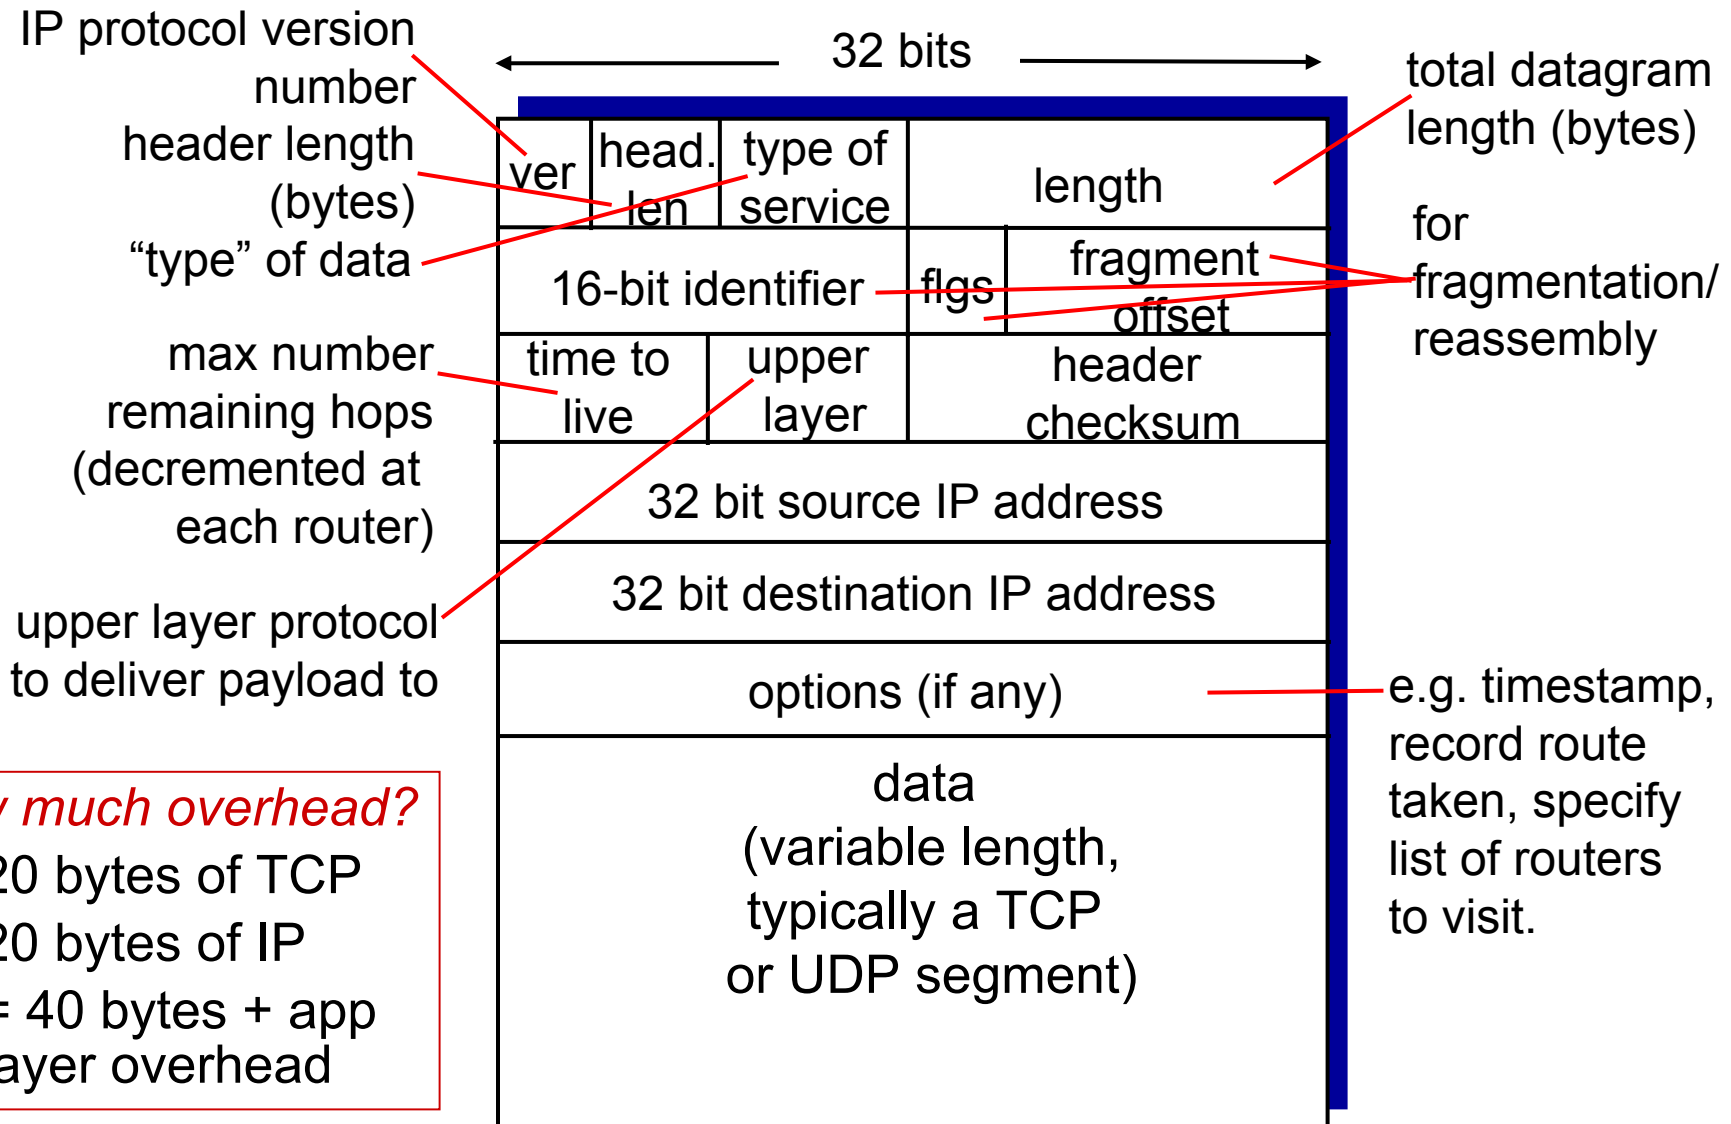 IP protocol version
number
header length
(bytes)
“type” of data
max number
remaining hops
(decremented at
each router)
upper layer protocol
to deliver payload to
much overhead?
20 bytes of TCP
20 bytes of IP
= 40 bytes + app
overhead
32 bits
ver
head.
len
type of
service
length
16-bit identifier
flgs
fragment
offset
time to
live
upper
layer
header
checksum
32 bit source IP address
32 bit destination IP address
options (if any)
data
(variable length,
typically a TCP
or UDP segment)
total datagram
length (bytes)
for
fragmentation/
reassembly
e.g. timestamp,
record route
taken, specify
list of routers
to visit.